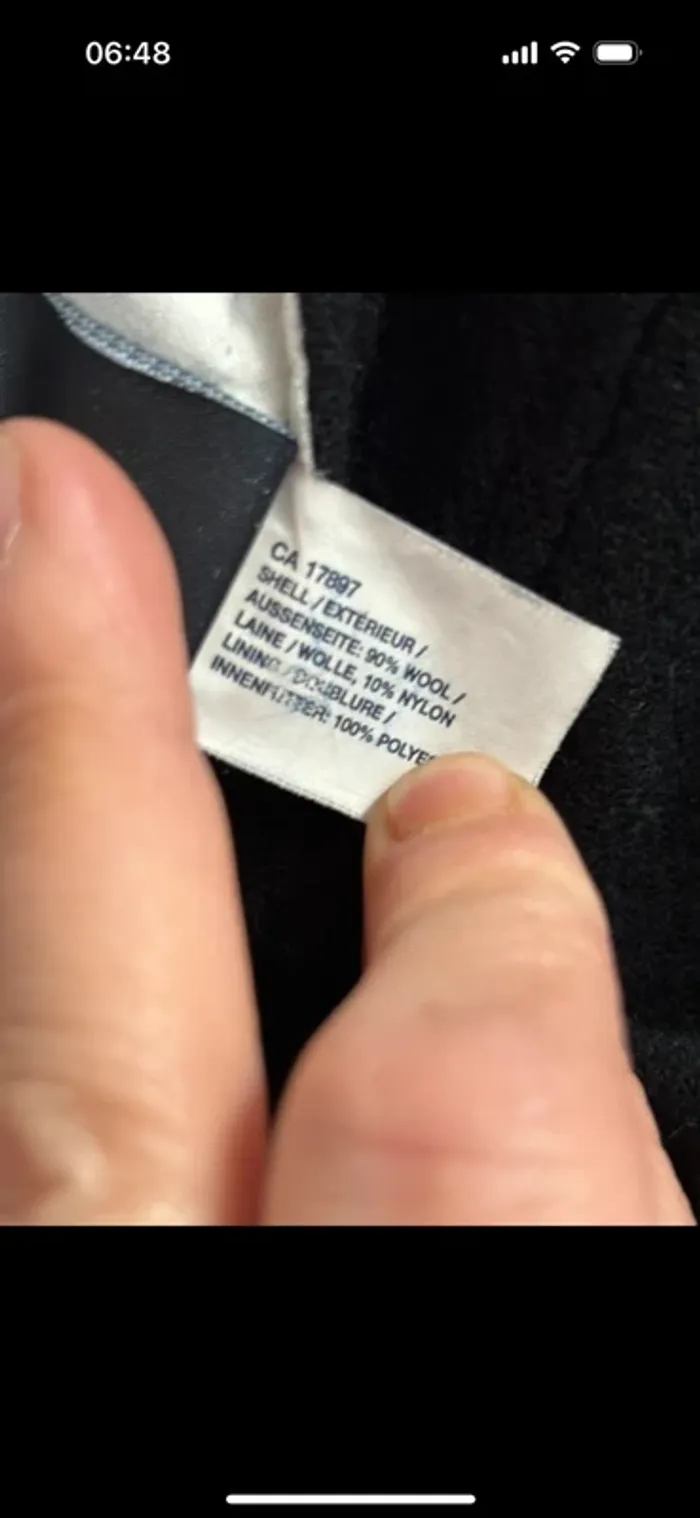 06:48
CA 17897
SHELL / EXTÉRIEUR /
AUSSENSEITE: 90% WOOL /
LAINE / WOLLE, 10% NYLON
LINING / DOUBLURE /
INNENFUTTER: 100%